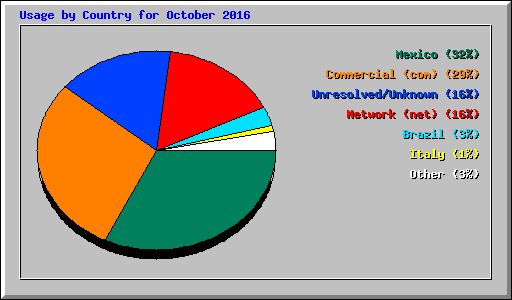 Usage by Country for October 2016
Mexico (32%)
Commercial (com) (29%)
Unresolved/Unknown (16%)
Network (net) (16%)
Brazil (3%)
Italy (1%)
Other (3%)